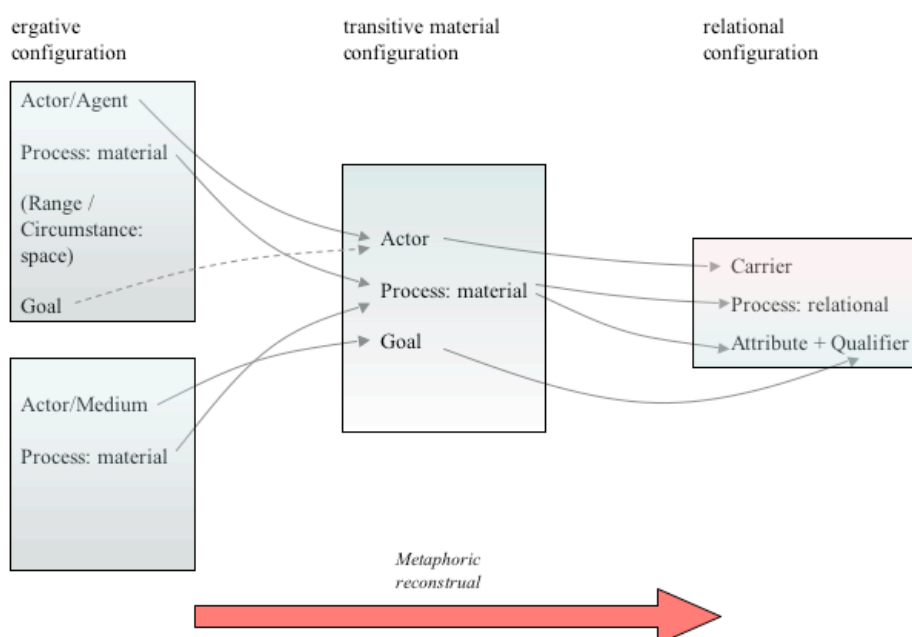 ergative
configuration
transitive material
configuration
relational
configuration
Actor/Agent
Process: material
(Range /
Circumstance:
space)
Goal
Actor/Medium
Process: material
Actor
Process: material
Goal
Carrier
Process: relational
Attribute + Qualifier
Metaphoric
reconstrual